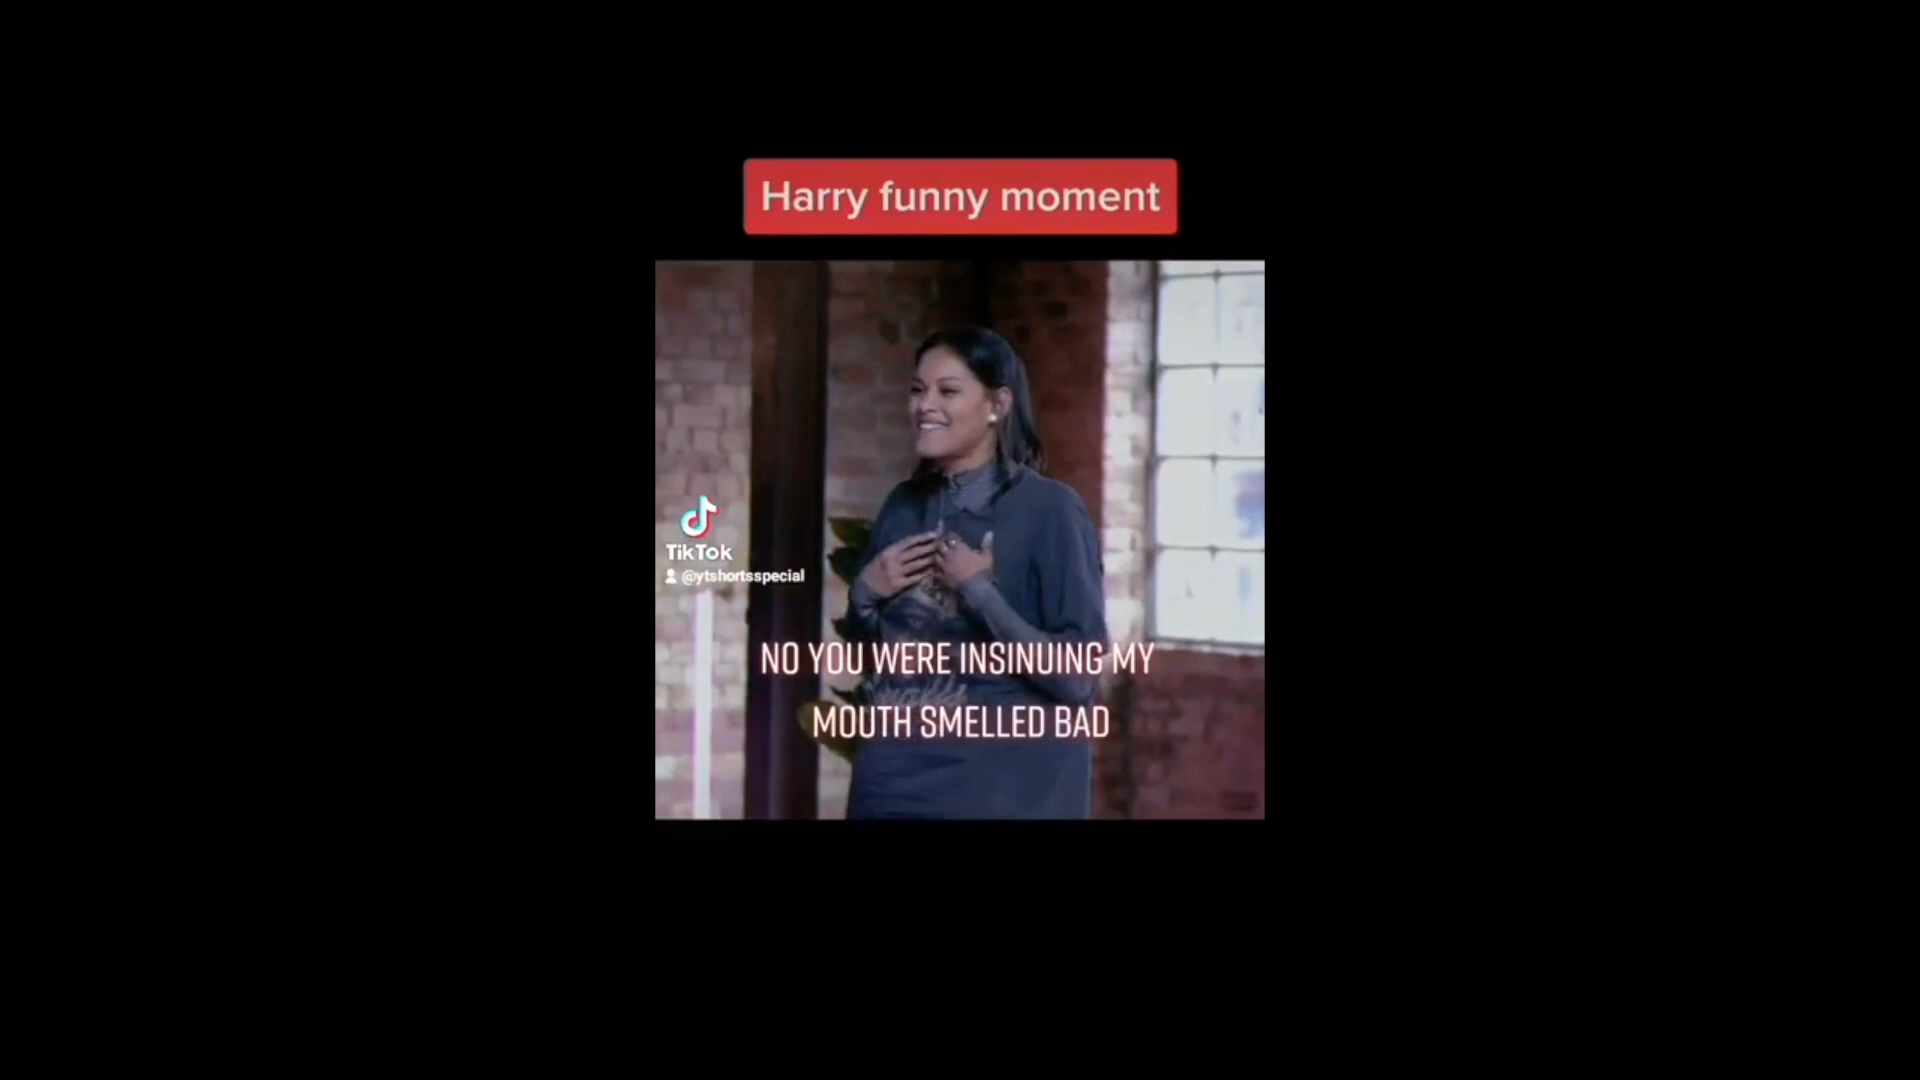 Harry funny moment
TikTok
@ytshortsspecial
NO YOU WERE INSINUING MY
MOUTH SMELLED BAD